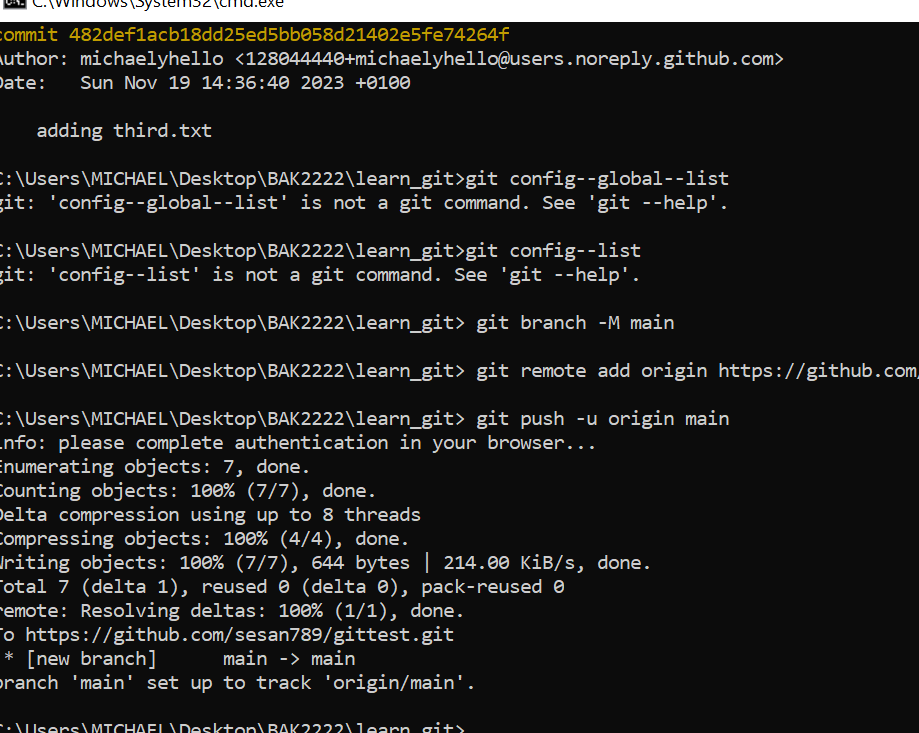 C:\Windows\System32\cmd.exe
commit 482def1acb18dd25ed5bb058d21402e5fe74264f
Author: michaelyhello <128044440+michaelyhello@users.noreply.github.com>
Date:   Sun Nov 19 14:36:40 2023 +0100
    adding third.txt
C:\Users\MICHAEL\Desktop\BAK2222\learn_git>git config--global--list
git: 'config--global--list' is not a git command. See 'git --help'.
C:\Users\MICHAEL\Desktop\BAK2222\learn_git>git config--list
git: 'config--list' is not a git command. See 'git --help'.
C:\Users\MICHAEL\Desktop\BAK2222\learn_git> git branch -M main
C:\Users\MICHAEL\Desktop\BAK2222\learn_git> git remote add origin https://github.com/
C:\Users\MICHAEL\Desktop\BAK2222\learn_git> git push -u origin main
info: please complete authentication in your browser...
Enumerating objects: 7, done.
Counting objects: 100% (7/7), done.
Delta compression using up to 8 threads
Compressing objects: 100% (4/4), done.
Writing objects: 100% (7/7), 644 bytes | 214.00 KiB/s, done.
Total 7 (delta 1), reused 0 (delta 0), pack-reused 0
remote: Resolving deltas: 100% (1/1), done.
To https://github.com/sesan789/gittest.git
 * [new branch]      main -> main
branch 'main' set up to track 'origin/main'.
C:\Users\MICHAEL\Desktop\BAK2222\learn_git>